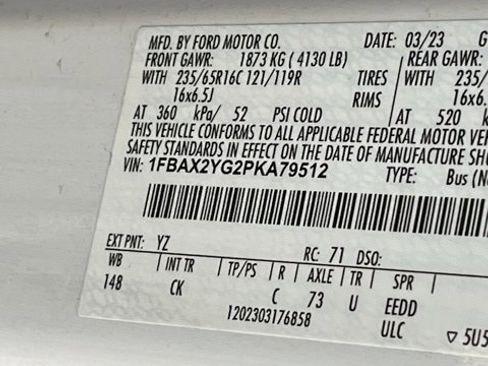 MFD. BY FORD MOTOR CO. DATE: 03/23 G
FRONT GAWR: 1873 KG ( 4130 LB) REAR GAWR:
WITH 235/65R16C 121/119R TIRES WITH 235/
16x6.5J RIMS 16x6.
AT 360 kPa/ 52 PSI COLD AT 520
THIS VEHICLE CONFORMS TO ALL APPLICABLE FEDERAL MOTOR VE
SAFETY STANDARDS IN EFFECT ON THE DATE OF MANUFACTURE SH
VIN: 1FBAX2YG2PKA79512 TYPE: Bus (N
EXT PNT: YZ RC: 71 DSO:
WB INT TR TP/PS R AXLE TR SPR
148 CK C 73 U EEDD
1202303176858 ULC ▽ 5U5